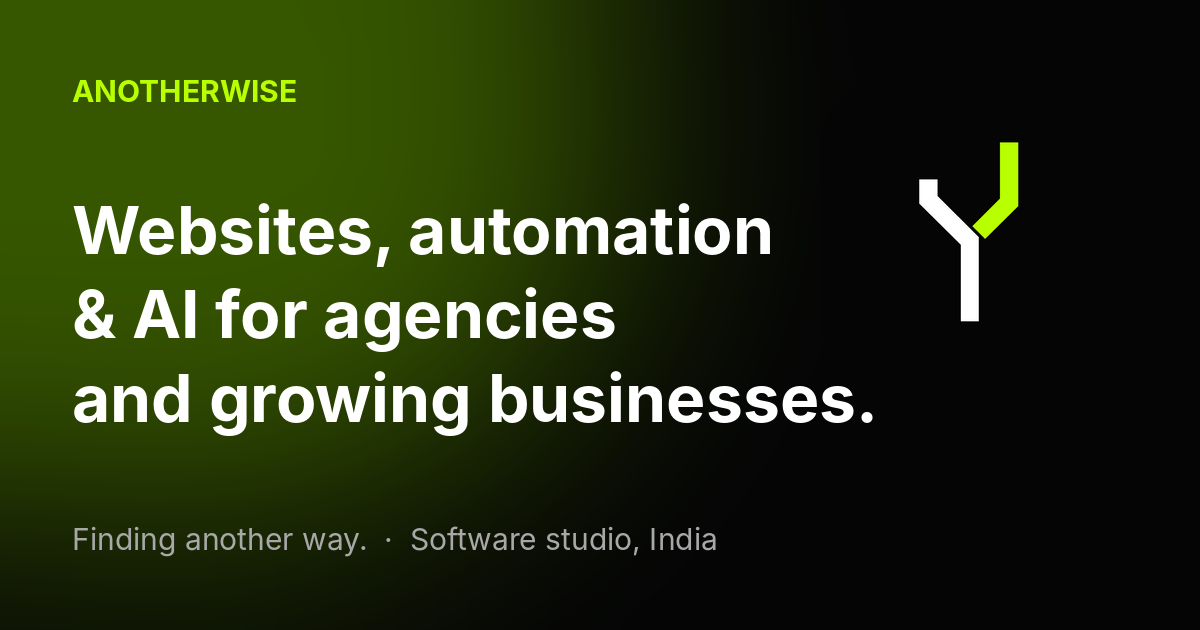 ANOTHERWISE
Websites, automation
& AI for agencies
and growing businesses.
Finding another way. · Software studio, India